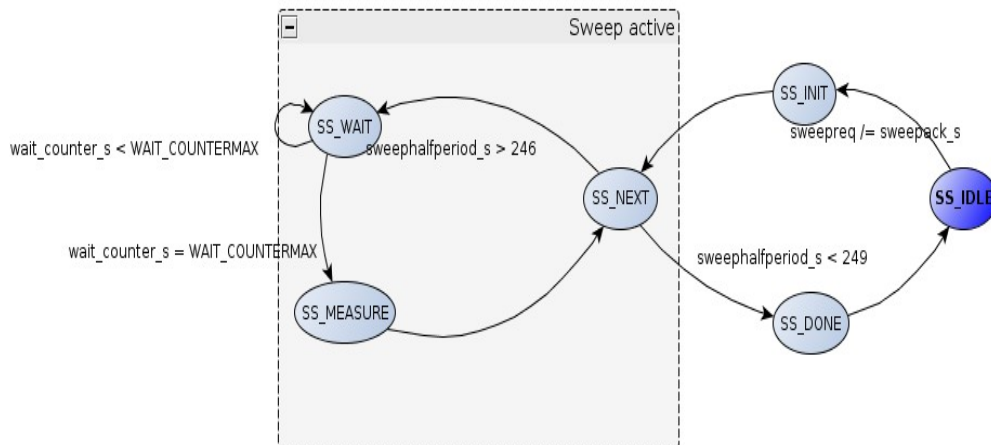 Sweep active
SS_INIT
SS_WAIT
sweepreq /= sweepack_s
wait_counter_s < WAIT_COUNTERMAX
sweephalfperiod_s > 246
SS_NEXT
SS_IDLE
wait_counter_s = WAIT_COUNTERMAX
sweephalfperiod_s < 249
SS_MEASURE
SS_DONE